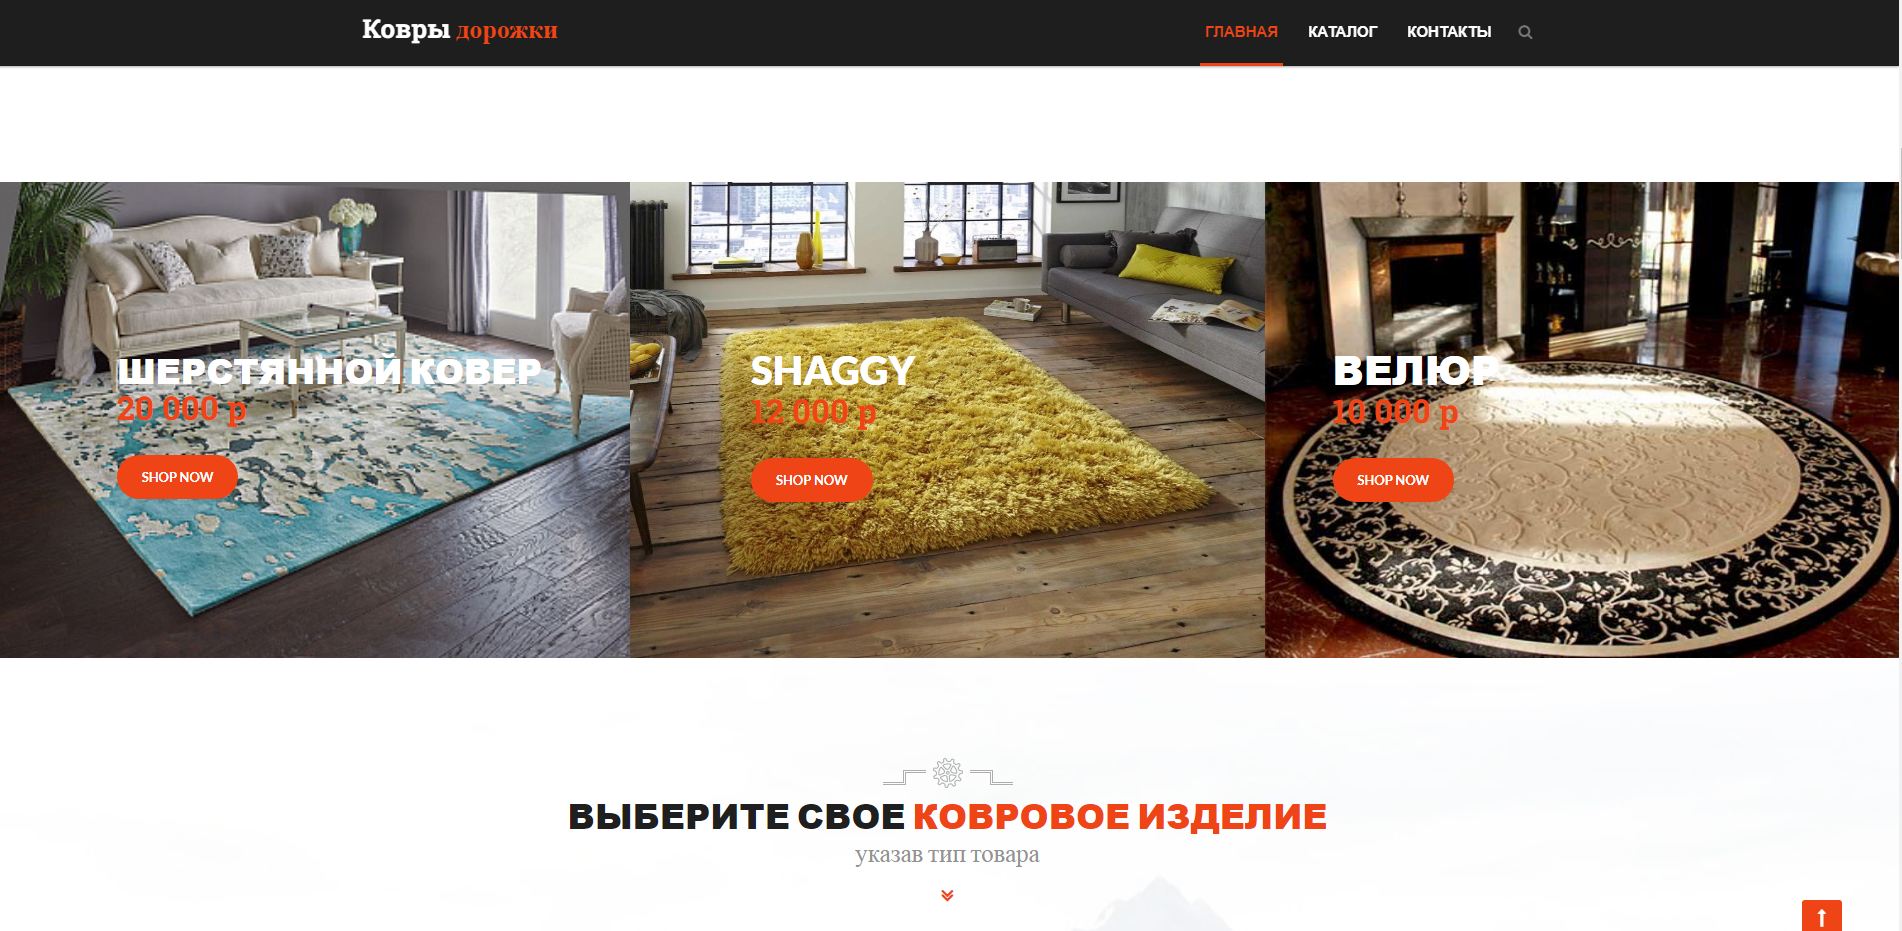 Ковры дорожки
ГЛАВНАЯ КАТАЛОГ КОНТАКТЫ
ШЕРСТЯННОЙ КОВЕР
20 000 р
SHOP NOW
SHAGGY
12 000 р
SHOP NOW
ВЕЛЮР
10 000 р
SHOP NOW
ВЫБЕРИТЕ СВОЕ КОВРОВОЕ ИЗДЕЛИЕ
указав тип товара